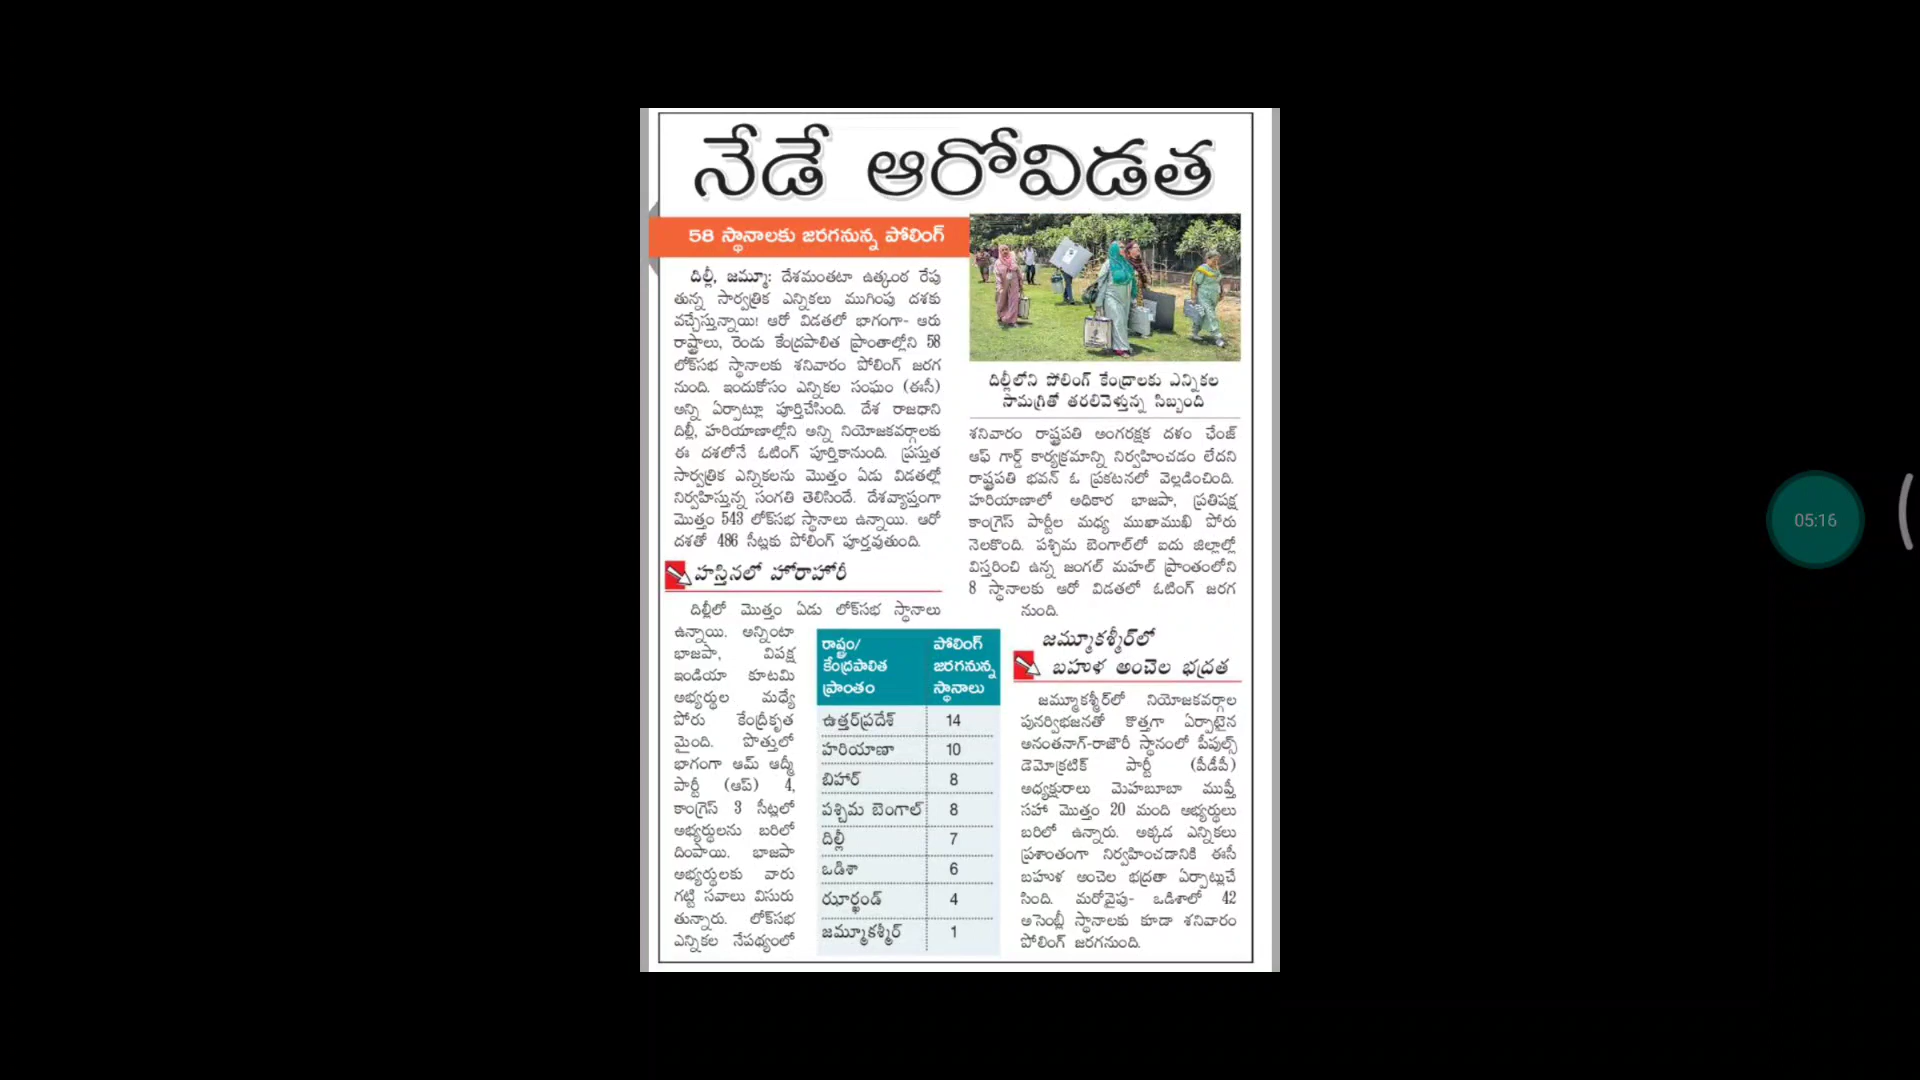 నేడే ఆరోవిడత
58 స్థానాలకు జరగనున్న పోలింగ్
దిల్లీ, జమ్మూ: దేశమంతటా ఉత్కంఠ రేపు
తున్న సార్వత్రిక ఎన్నికలు ముగింపు దశకు
వచ్చేస్తున్నాయి! ఆరో విడతలో భాగంగా- ఆరు
రాష్ట్రాలు, రెండు కేంద్రపాలిత ప్రాంతాల్లోని 58
లోక్‌సభ స్థానాలకు శనివారం పోలింగ్ జరగ
నుంది. ఇందుకోసం ఎన్నికల సంఘం (ఈసీ)
అన్ని ఏర్పాట్లూ పూర్తిచేసింది. దేశ రాజధాని
దిల్లీ, హరియాణాల్లోని అన్ని నియోజకవర్గాలకు
ఈ దశలోనే ఓటింగ్ పూర్తికానుంది. ప్రస్తుత
సార్వత్రిక ఎన్నికలను మొత్తం ఏడు విడతల్లో
నిర్వహిస్తున్న సంగతి తెలిసిందే. దేశవ్యాప్తంగా
మొత్తం 543 లోక్‌సభ స్థానాలు ఉన్నాయి. ఆరో
దశతో 486 సీట్లకు పోలింగ్ పూర్తవుతుంది.
హస్తినలో హోరాహోరీ
దిల్లీలో మొత్తం ఏడు లోక్‌సభ స్థానాలు
ఉన్నాయి. అన్నింటా
భాజపా, విపక్ష
ఇండియా కూటమి
అభ్యర్థుల మధ్యే
పోరు కేంద్రీకృత
మైంది. పొత్తులో
భాగంగా ఆమ్ ఆద్మీ
పార్టీ (ఆప్) 4,
కాంగ్రెస్ 3 సీట్లలో
అభ్యర్థులను బరిలో
దింపాయి. భాజపా
అభ్యర్థులకు వారు
గట్టి సవాలు విసురు
తున్నారు. లోక్‌సభ
ఎన్నికల నేపథ్యంలో
రాష్ట్రం/ పోలింగ్
కేంద్రపాలిత జరగనున్న
ప్రాంతం స్థానాలు
ఉత్తర్‌ప్రదేశ్ 14
హరియాణా 10
బిహార్ 8
పశ్చిమ బెంగాల్ 8
దిల్లీ 7
ఒడిశా 6
ఝార్ఖండ్ 4
జమ్మూకశ్మీర్ 1
దిల్లీలోని పోలింగ్ కేంద్రాలకు ఎన్నికల
సామగ్రితో తరలివెళ్తున్న సిబ్బంది
శనివారం రాష్ట్రపతి అంగరక్షక దళం ఛేంజ్
ఆఫ్ గార్డ్ కార్యక్రమాన్ని నిర్వహించడం లేదని
రాష్ట్రపతి భవన్ ఓ ప్రకటనలో వెల్లడించింది.
హరియాణాలో అధికార భాజపా, ప్రతిపక్ష
కాంగ్రెస్ పార్టీల మధ్య ముఖాముఖి పోరు
నెలకొంది. పశ్చిమ బెంగాల్‌లో ఐదు జిల్లాల్లో
విస్తరించి ఉన్న జంగల్ మహల్ ప్రాంతంలోని
8 స్థానాలకు ఆరో విడతలో ఓటింగ్ జరగ
నుంది.
జమ్మూకశ్మీర్‌లో
బహుళ అంచెల భద్రత
జమ్మూకశ్మీర్‌లో నియోజకవర్గాల
పునర్విభజనతో కొత్తగా ఏర్పాటైన
అనంతనాగ్-రాజౌరీ స్థానంలో పీపుల్స్
డెమోక్రటిక్ పార్టీ (పీడీపీ)
అధ్యక్షురాలు మెహబూబా ముఫ్తీ
సహా మొత్తం 20 మంది అభ్యర్థులు
బరిలో ఉన్నారు. అక్కడ ఎన్నికలు
ప్రశాంతంగా నిర్వహించడానికి ఈసీ
బహుళ అంచెల భద్రతా ఏర్పాట్లుచే
సింది. మరోవైపు- ఒడిశాలో 42
అసెంబ్లీ స్థానాలకు కూడా శనివారం
పోలింగ్ జరగనుంది.
05:16